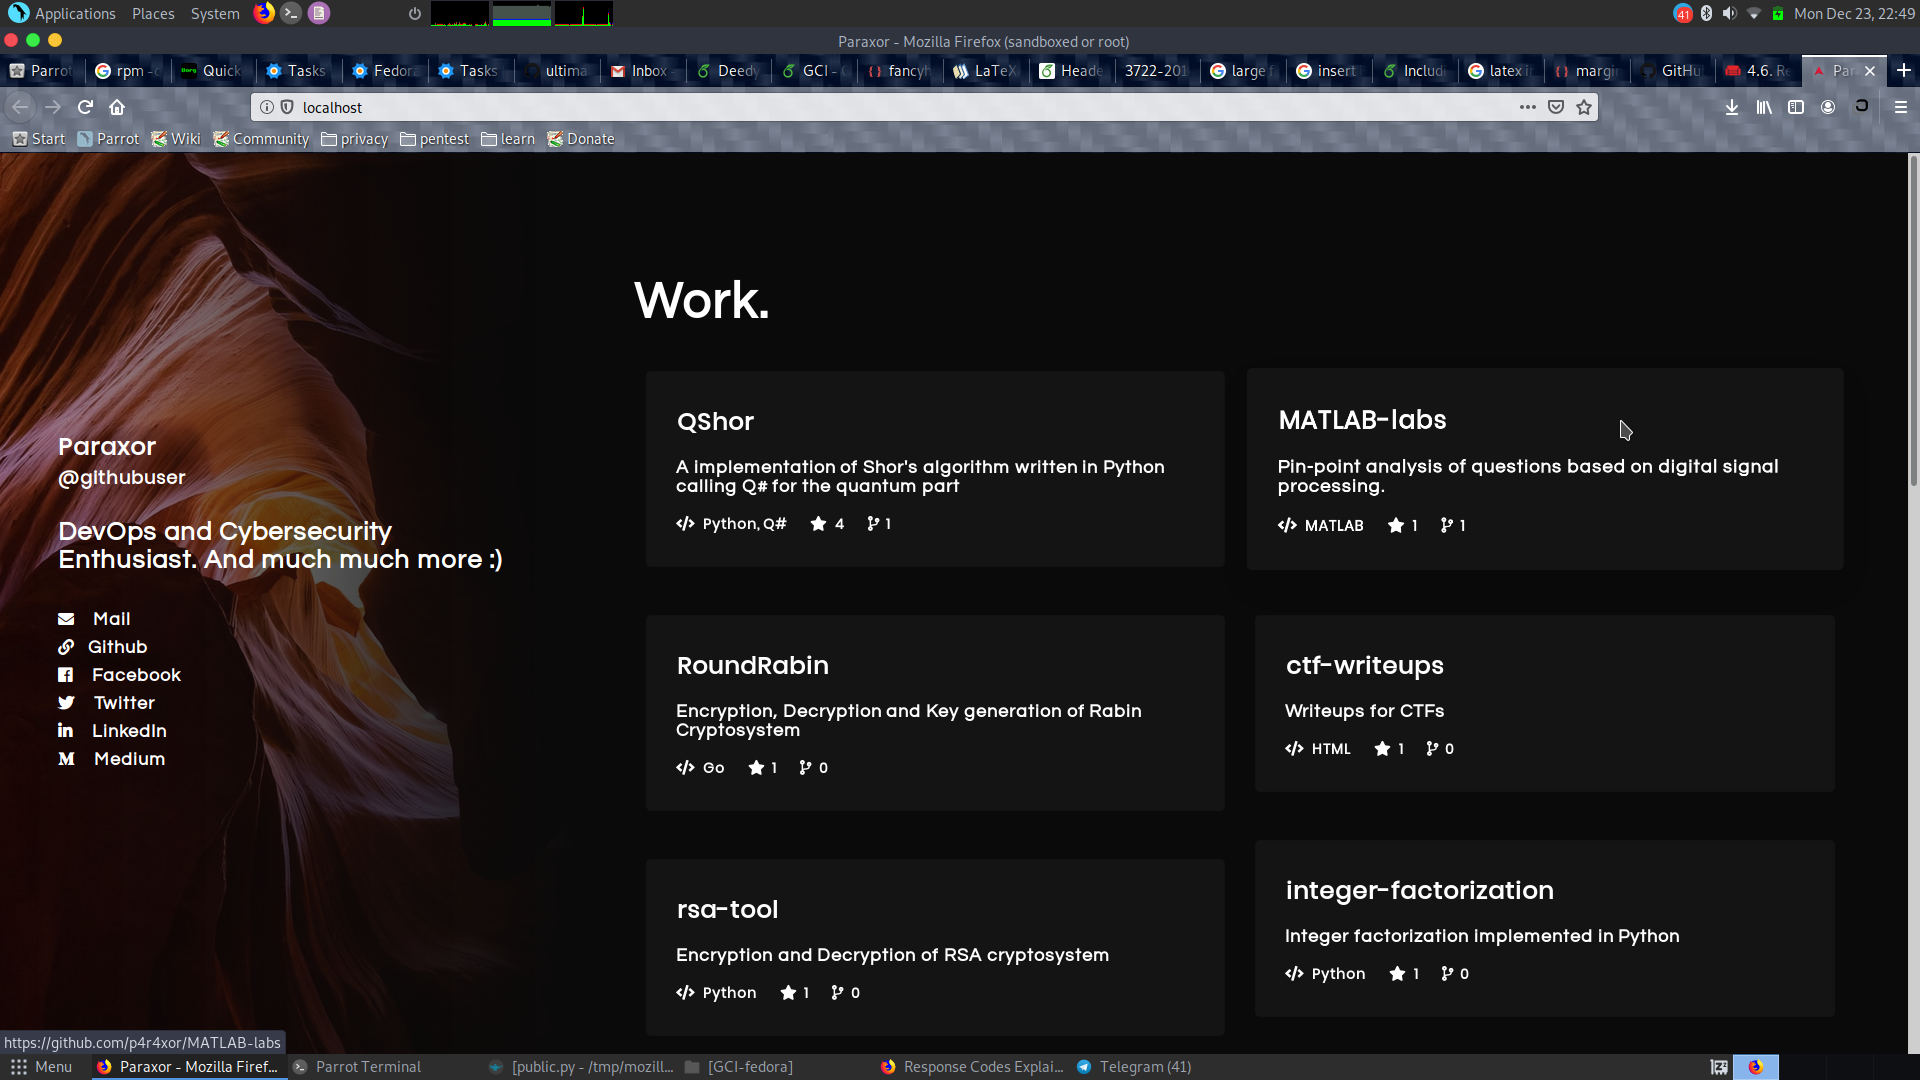 Applications Places System
41 Mon Dec 23, 22:49
Paraxor - Mozilla Firefox (sandboxed or root)
Parrot rpm - Quick Tasks Fedora Tasks ultima Inbox - Deedy GCI - fancyh LaTeX Heade 3722-201 large f insert Includi latex i margin GitHu 4.6. Re Par
localhost
Start Parrot Wiki Community privacy pentest learn Donate
Work.
QShor
A implementation of Shor's algorithm written in Python
calling Q# for the quantum part
Python, Q# 4 1
MATLAB-labs
Pin-point analysis of questions based on digital signal
processing.
MATLAB 1 1
Paraxor
@githubuser
DevOps and Cybersecurity
Enthusiast. And much much more :)
Mail
Github
Facebook
Twitter
LinkedIn
Medium
RoundRabin
Encryption, Decryption and Key generation of Rabin
Cryptosystem
Go 1 0
ctf-writeups
Writeups for CTFs
HTML 1 0
rsa-tool
Encryption and Decryption of RSA cryptosystem
Python 1 0
integer-factorization
Integer factorization implemented in Python
Python 1 0
https://github.com/p4r4xor/MATLAB-labs
Menu Paraxor - Mozilla Firef... Parrot Terminal [public.py - /tmp/mozill... [GCI-fedora] Response Codes Explai... Telegram (41)